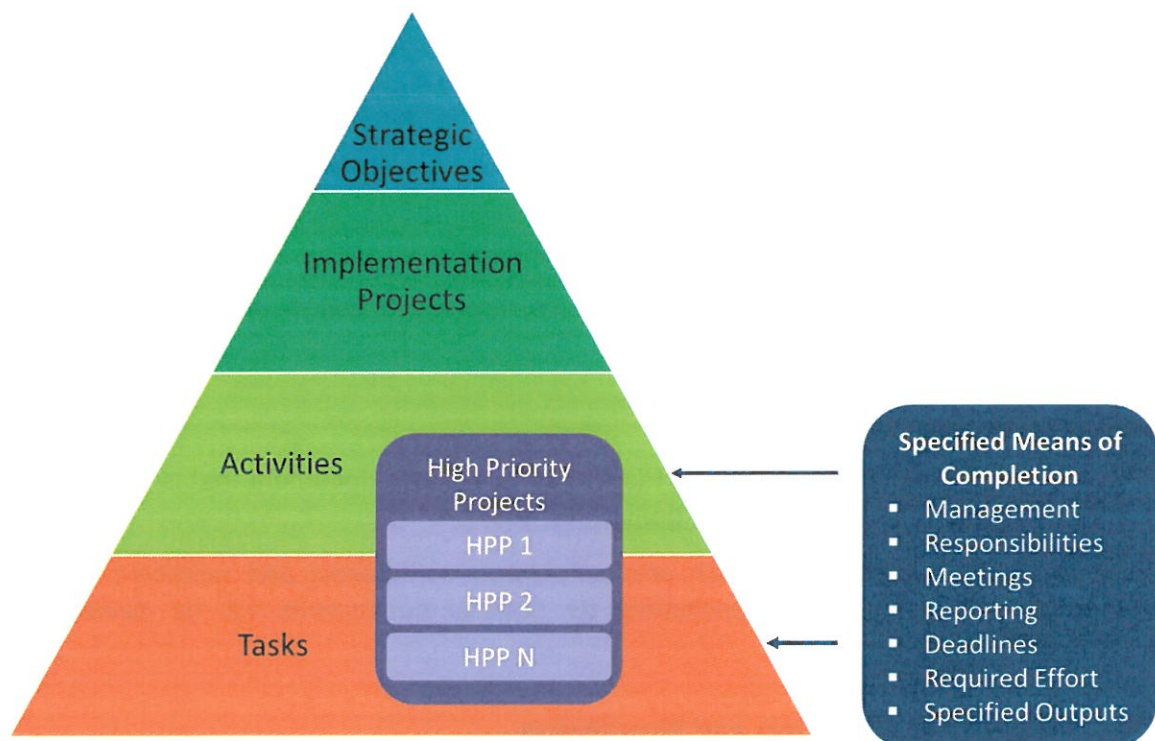 Strategic
Objectives
Implementation
Projects
Activities
High Priority
Projects
HPP 1
HPP 2
HPP N
Tasks
Specified Means of
Completion
▪ Management
▪ Responsibilities
▪ Meetings
▪ Reporting
▪ Deadlines
▪ Required Effort
▪ Specified Outputs